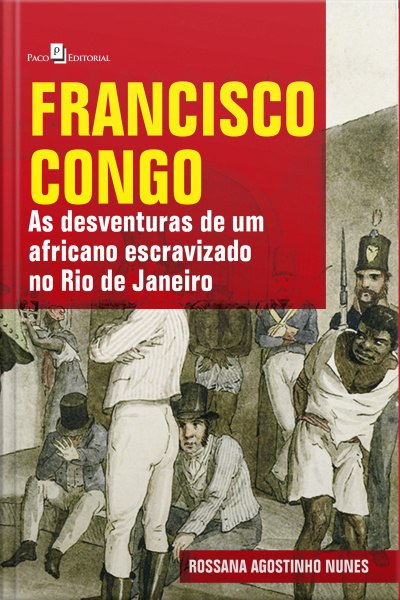 PACO EDITORIAL
FRANCISCO
CONGO
As desventuras de um
africano escravizado
no Rio de Janeiro
ROSSANA AGOSTINHO NUNES